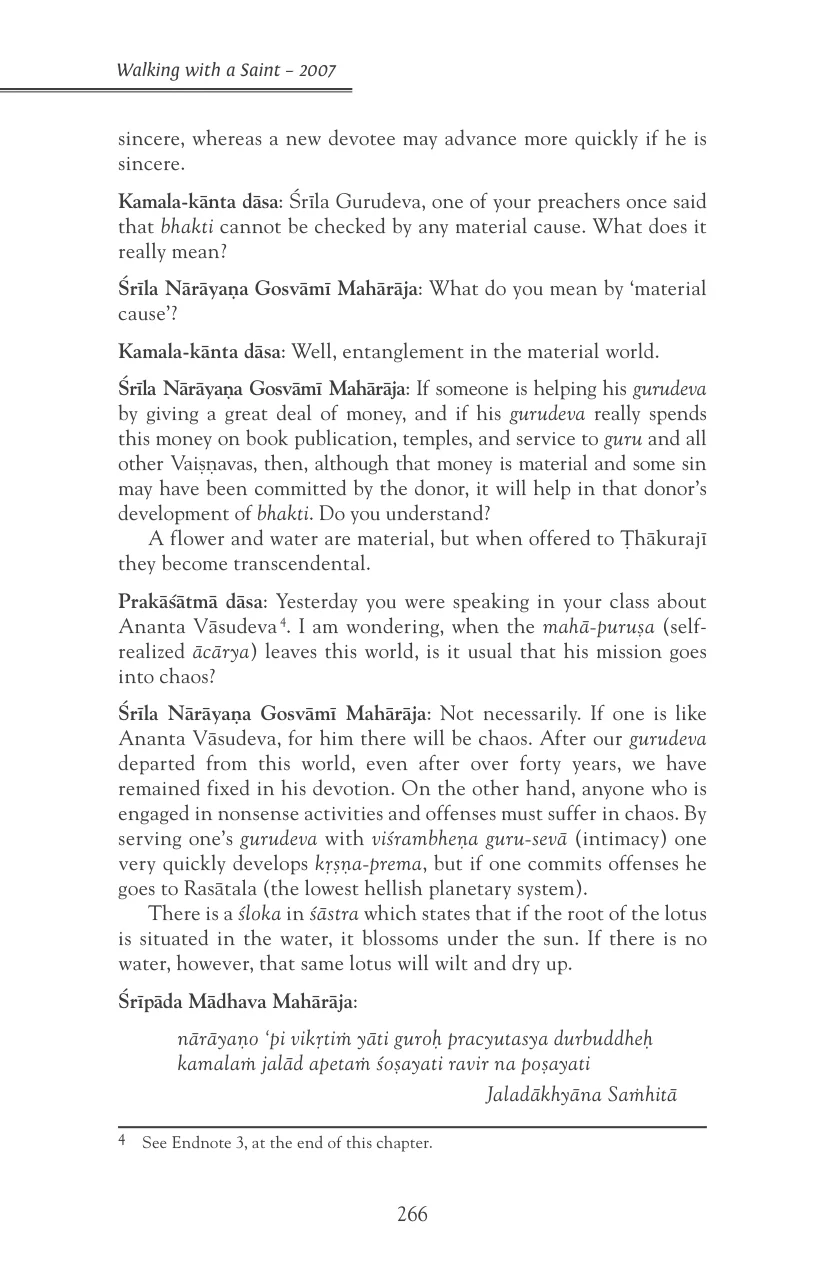 Walking with a Saint – 2007
sincere, whereas a new devotee may advance more quickly if he is
sincere.
Kamala-kānta dāsa: Śrīla Gurudeva, one of your preachers once said
that bhakti cannot be checked by any material cause. What does it
really mean?
Śrīla Nārāyaṇa Gosvāmī Mahārāja: What do you mean by ‘material
cause’?
Kamala-kānta dāsa: Well, entanglement in the material world.
Śrīla Nārāyaṇa Gosvāmī Mahārāja: If someone is helping his gurudeva
by giving a great deal of money, and if his gurudeva really spends
this money on book publication, temples, and service to guru and all
other Vaiṣṇavas, then, although that money is material and some sin
may have been committed by the donor, it will help in that donor’s
development of bhakti. Do you understand?
A flower and water are material, but when offered to Ṭhākurajī
they become transcendental.
Prakāśātmā dāsa: Yesterday you were speaking in your class about
Ananta Vāsudeva 4. I am wondering, when the mahā-puruṣa (self-
realized ācārya) leaves this world, is it usual that his mission goes
into chaos?
Śrīla Nārāyaṇa Gosvāmī Mahārāja: Not necessarily. If one is like
Ananta Vāsudeva, for him there will be chaos. After our gurudeva
departed from this world, even after over forty years, we have
remained fixed in his devotion. On the other hand, anyone who is
engaged in nonsense activities and offenses must suffer in chaos. By
serving one’s gurudeva with viśrambheṇa guru-sevā (intimacy) one
very quickly develops kṛṣṇa-prema, but if one commits offenses he
goes to Rasātala (the lowest hellish planetary system).
There is a śloka in śāstra which states that if the root of the lotus
is situated in the water, it blossoms under the sun. If there is no
water, however, that same lotus will wilt and dry up.
Śrīpāda Mādhava Mahārāja:
nārāyaṇo ‘pi vikṛtiṁ yāti guroḥ pracyutasya durbuddheḥ
kamalaṁ jalād apetaṁ śoṣayati ravir na poṣayati
Jaladākhyāna Saṁhitā
4 See Endnote 3, at the end of this chapter.
266